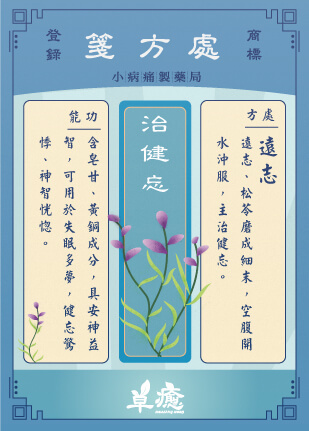 商標
處方箋
登錄
小病痛製藥局
處方
遠志
遠志、松苓磨成細末，空腹開
水沖服，主治健忘。
治健忘
功能
含皂甘、黃銅成分，具安神益
智，可用於失眠多夢，健忘驚
悸、神智恍惚。
草癒